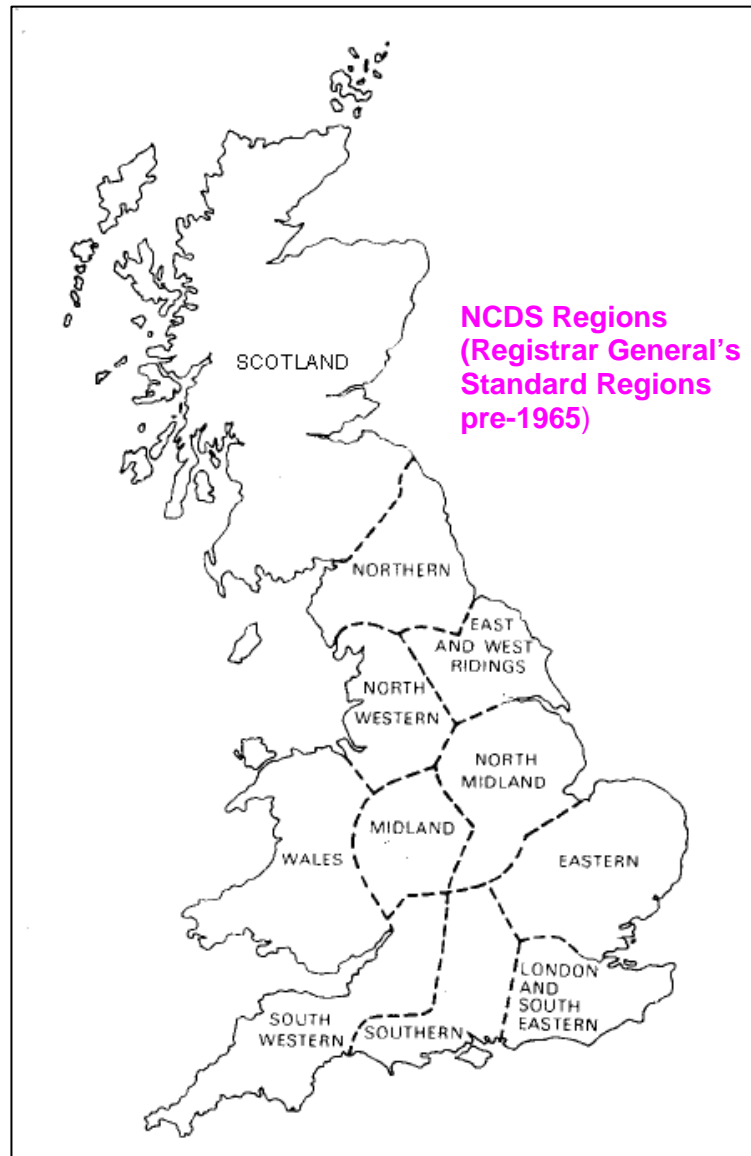 SCOTLAND
NCDS Regions
(Registrar General's
Standard Regions
pre-1965)
NORTHERN
EAST
AND WEST
RIDINGS
NORTH
WESTERN
NORTH
MIDLAND
MIDLAND
WALES
EASTERN
LONDON
AND
SOUTH
EASTERN
SOUTH
WESTERN
SOUTHERN